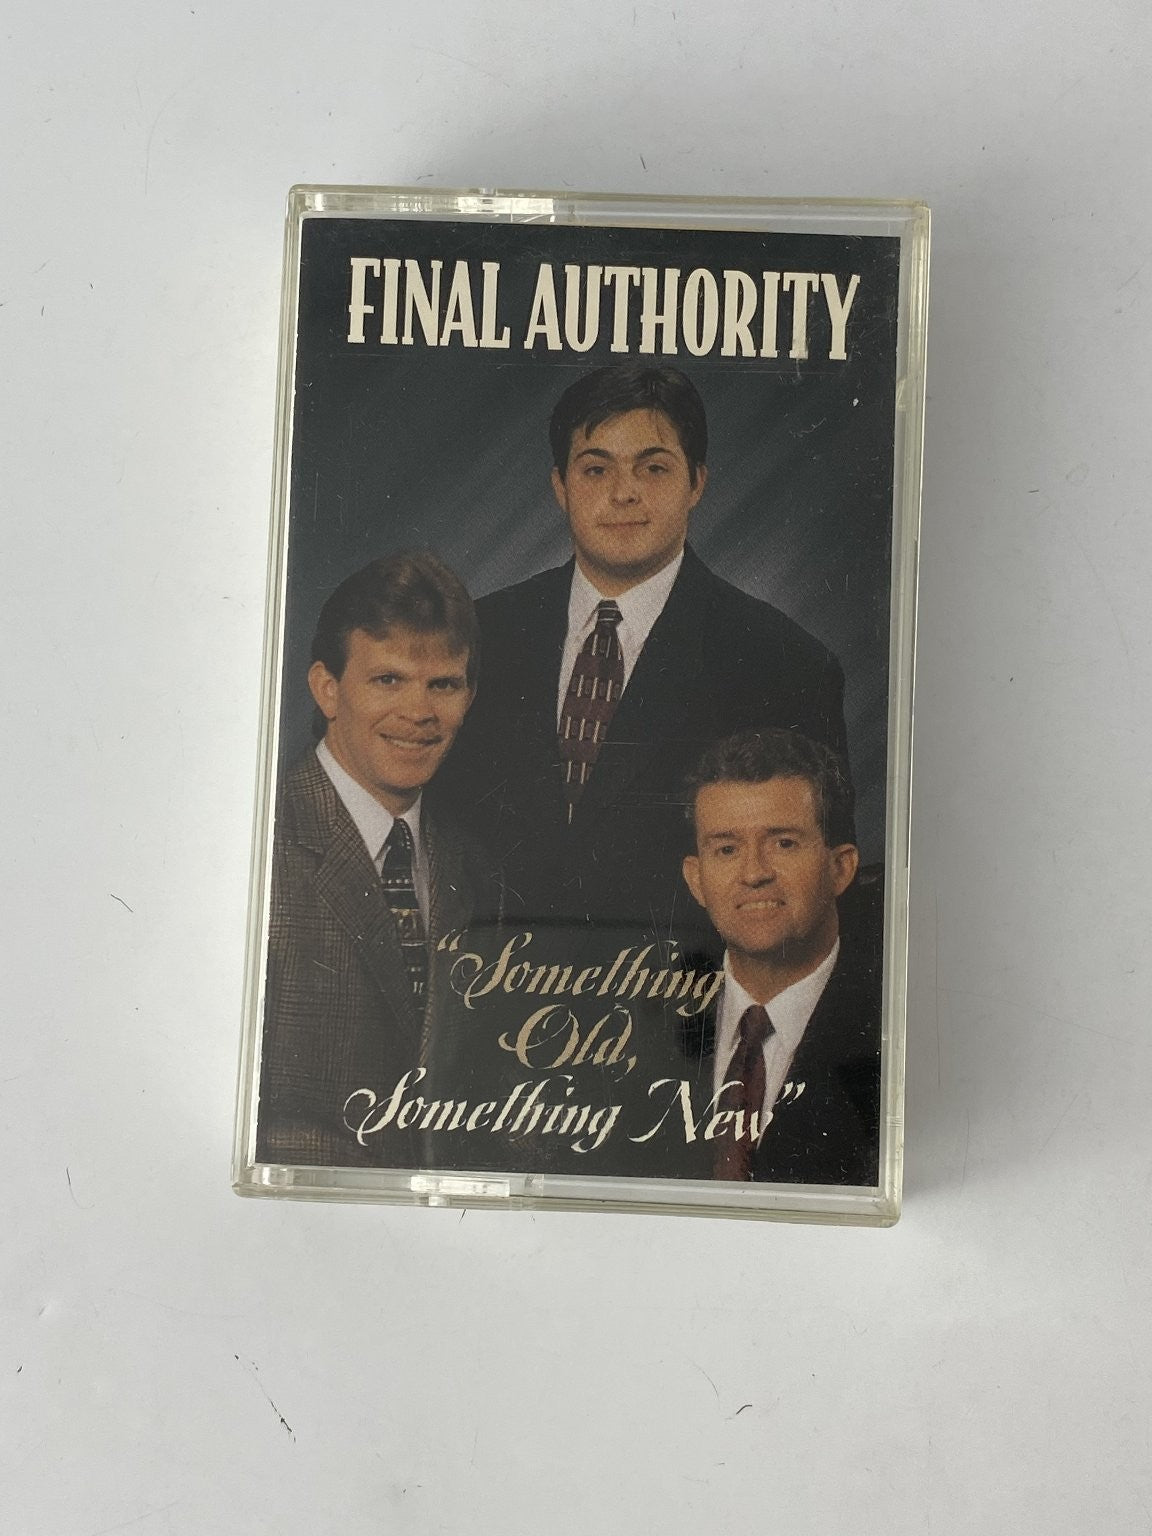 FINAL AUTHORITY
“Something
Old,
Something New”